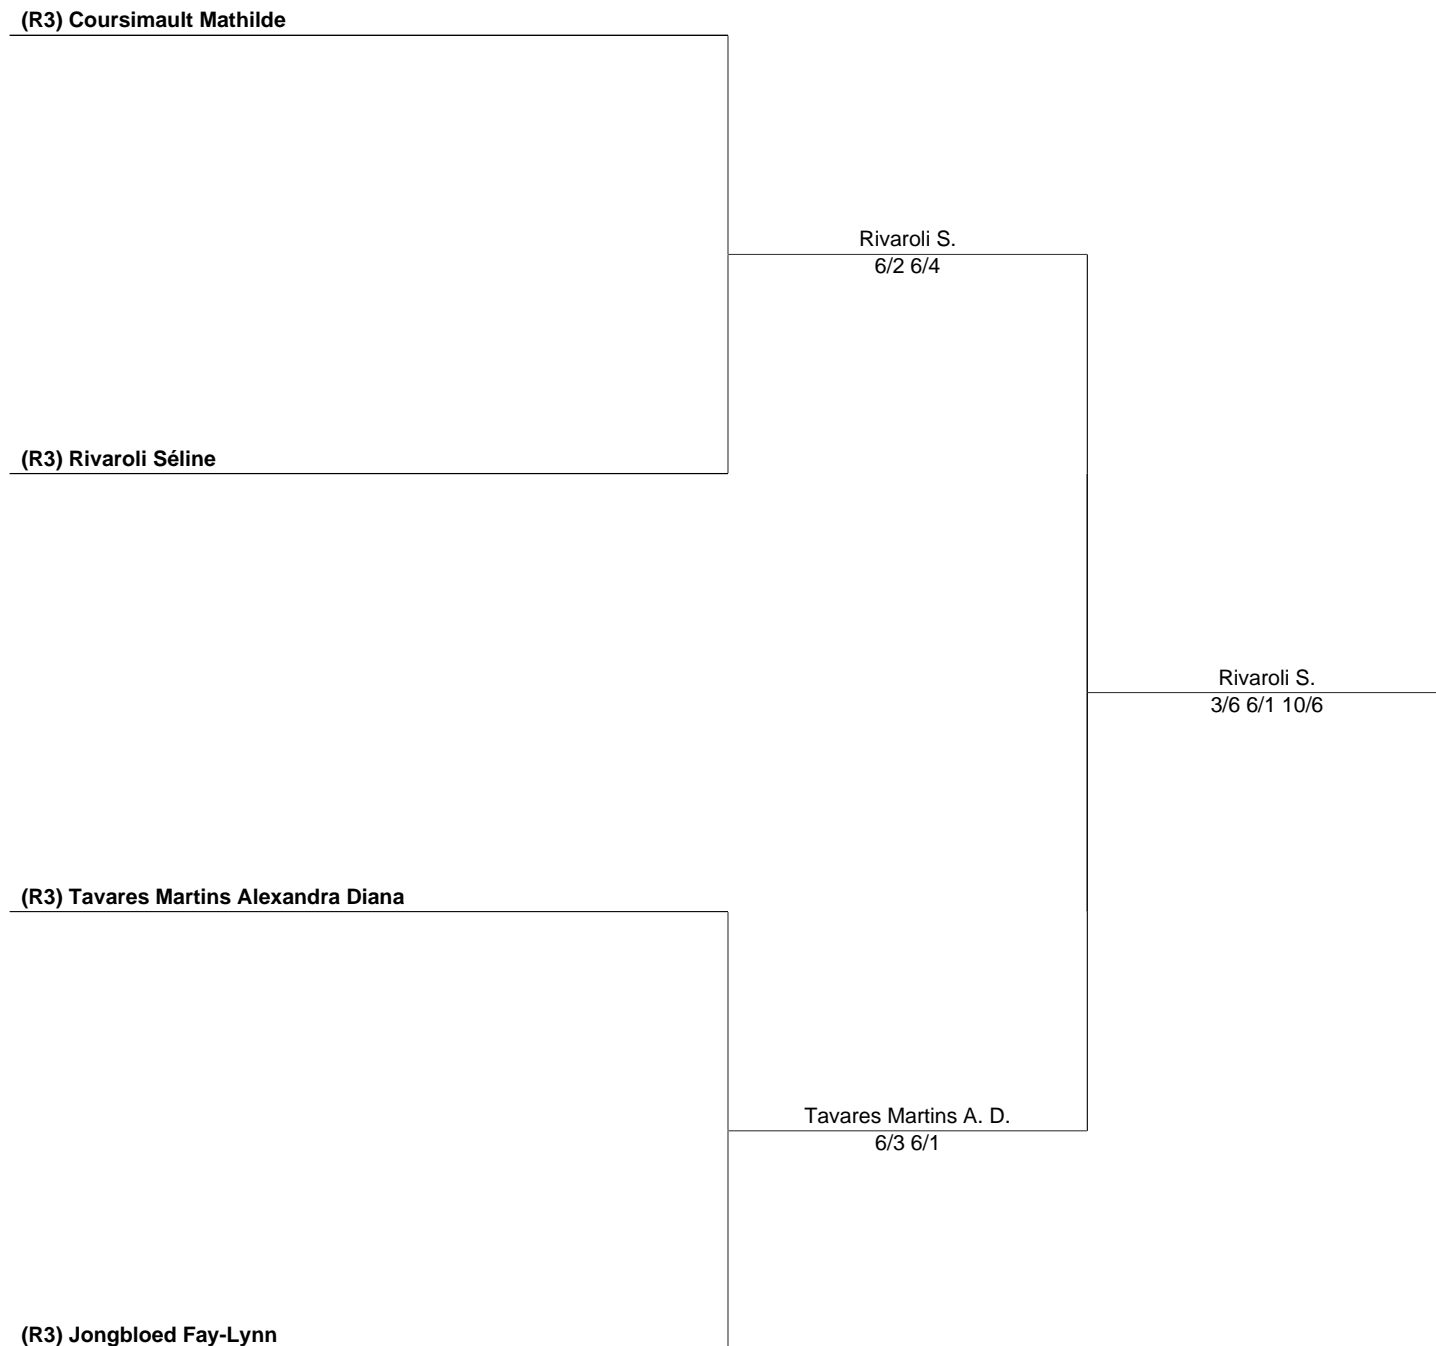 (R3) Coursimault Mathilde
Rivaroli S.
6/2 6/4
(R3) Rivaroli Séline
Rivaroli S.
3/6 6/1 10/6
(R3) Tavares Martins Alexandra Diana
Tavares Martins A. D.
6/3 6/1
(R3) Jongbloed Fay-Lynn